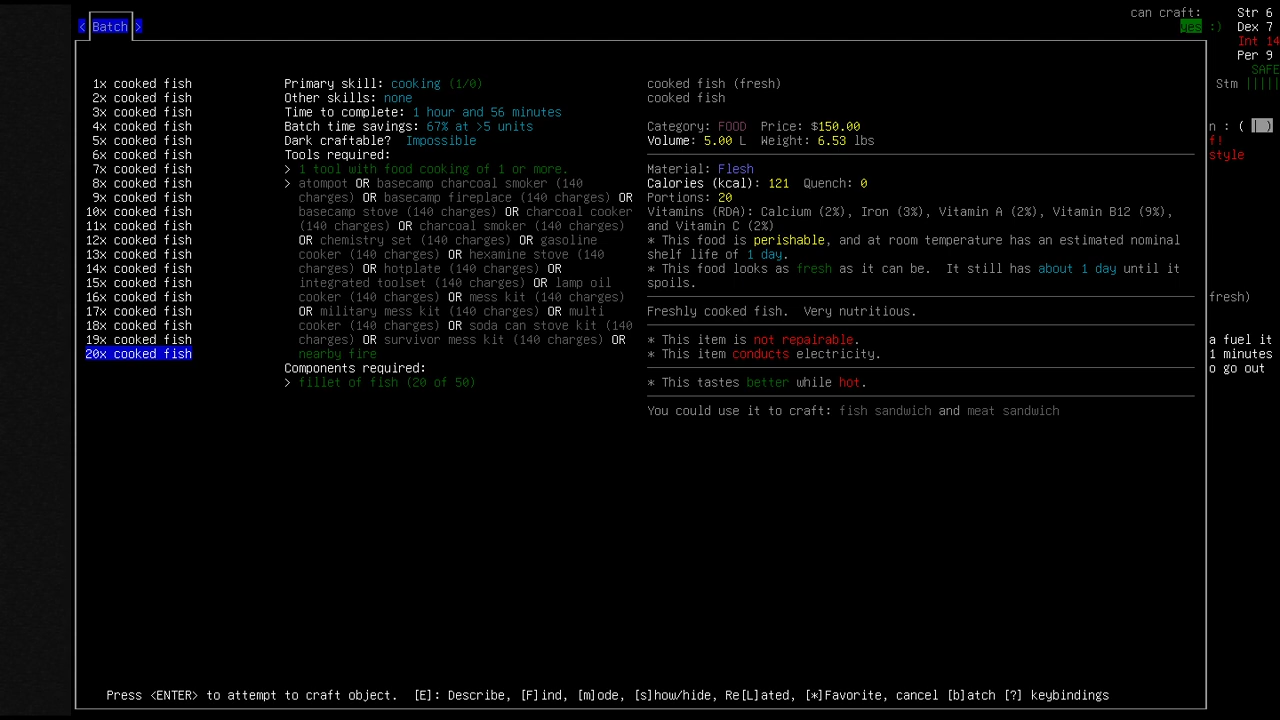 can craft: Str 6
< Batch > yes :) Dex 7
Int 14
Per 9
SAFE
1x cooked fish Primary skill: cooking (1/0) cooked fish (fresh) Stm |||||
2x cooked fish Other skills: none cooked fish
3x cooked fish Time to complete: 1 hour and 56 minutes
4x cooked fish Batch time savings: 67% at >5 units Category: FOOD Price: $150.00 n : ( | )
5x cooked fish Dark craftable? Impossible Volume: 5.00 L Weight: 6.53 lbs f!
6x cooked fish Tools required: style
7x cooked fish > 1 tool with food cooking of 1 or more. Material: Flesh
8x cooked fish > atompot OR basecamp charcoal smoker (140 Calories (kcal): 121 Quench: 0
9x cooked fish charges) OR basecamp fireplace (140 charges) OR Portions: 20
10x cooked fish basecamp stove (140 charges) OR charcoal cooker Vitamins (RDA): Calcium (2%), Iron (3%), Vitamin A (2%), Vitamin B12 (9%),
11x cooked fish (140 charges) OR charcoal smoker (140 charges) and Vitamin C (2%)
12x cooked fish OR chemistry set (140 charges) OR gasoline * This food is perishable, and at room temperature has an estimated nominal
13x cooked fish cooker (140 charges) OR hexamine stove (140 shelf life of 1 day.
14x cooked fish charges) OR hotplate (140 charges) OR * This food looks as fresh as it can be. It still has about 1 day until it
15x cooked fish integrated toolset (140 charges) OR lamp oil spoils.
16x cooked fish cooker (140 charges) OR mess kit (140 charges) fresh)
17x cooked fish OR military mess kit (140 charges) OR multi Freshly cooked fish. Very nutritious.
18x cooked fish cooker (140 charges) OR soda can stove kit (140
19x cooked fish charges) OR survivor mess kit (140 charges) OR * This item is not repairable. a fuel it
20x cooked fish nearby fire * This item conducts electricity. 1 minutes
Components required: o go out
> fillet of fish (20 of 50) * This tastes better while hot.
You could use it to craft: fish sandwich and meat sandwich
Press <ENTER> to attempt to craft object. [E]: Describe, [F]ind, [m]ode, [s]how/hide, Re[L]ated, [*]Favorite, cancel [b]atch [?] keybindings